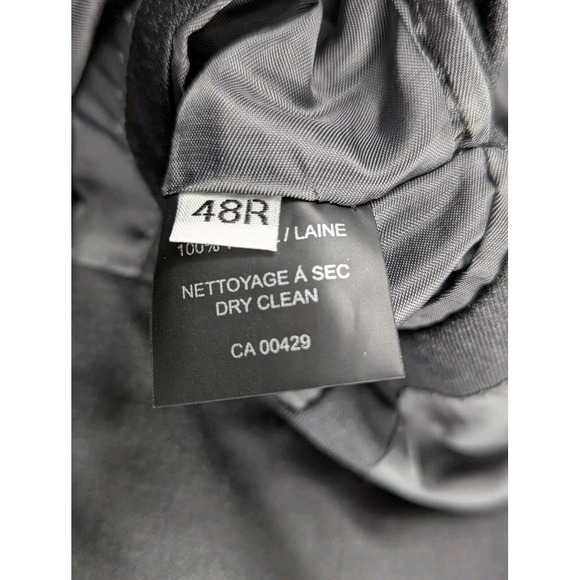 48R
100% / LAINE
NETTOYAGE À SEC
DRY CLEAN
CA 00429